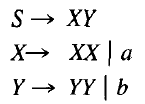 S → XY
X → XX | a
Y → YY | b